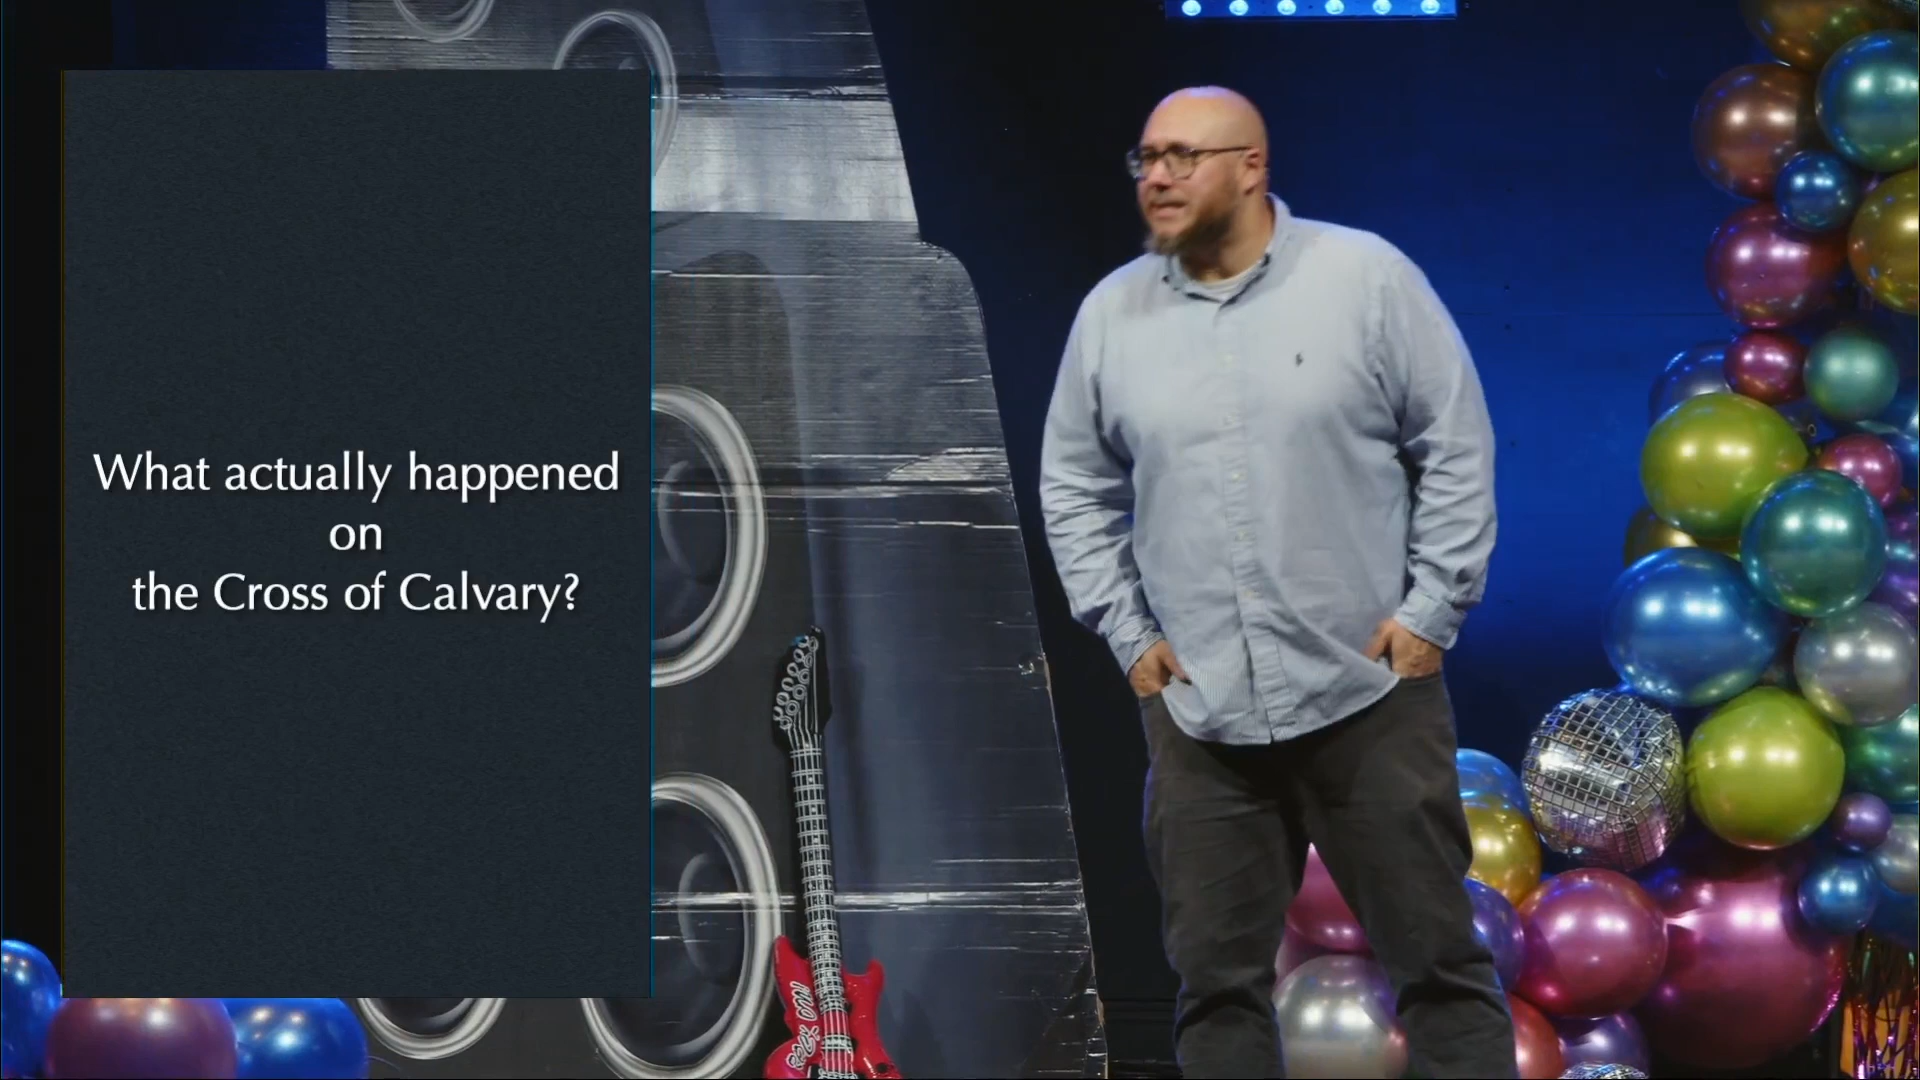 What actually happened
on
the Cross of Calvary?